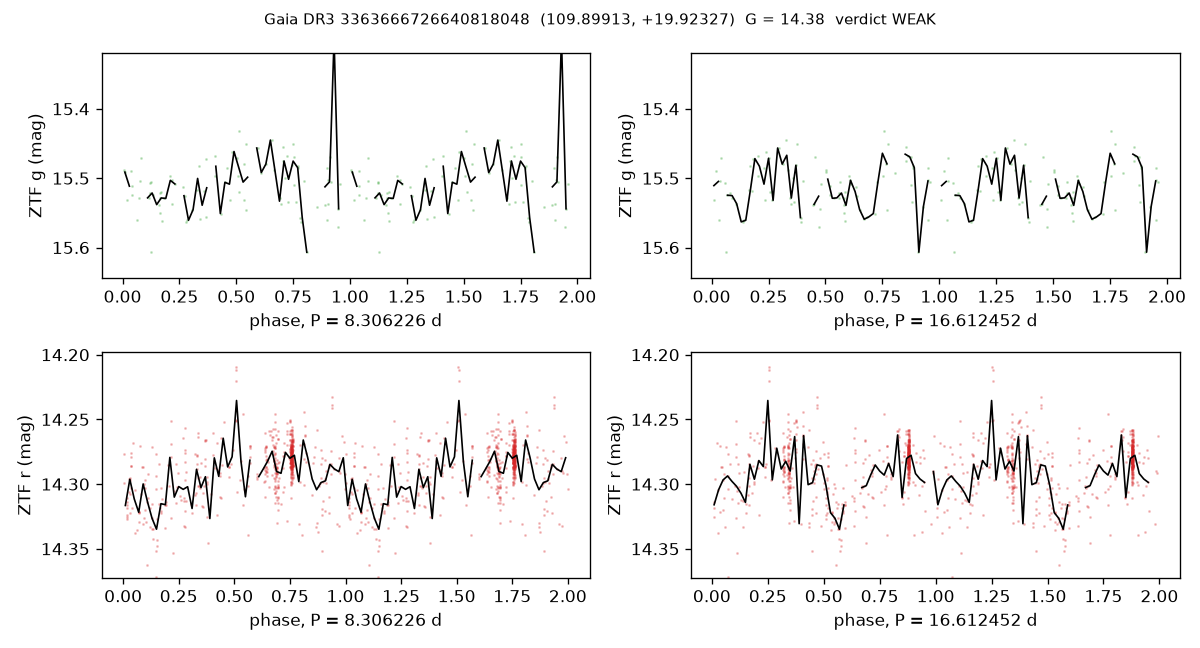 Gaia DR3 3363666726640818048  (109.89913, +19.92327)  G = 14.38  verdict WEAK
ZTF g (mag)
15.4
15.5
15.6
0.00 0.25 0.50 0.75 1.00 1.25 1.50 1.75 2.00
phase, P = 8.306226 d
ZTF g (mag)
15.4
15.5
15.6
0.00 0.25 0.50 0.75 1.00 1.25 1.50 1.75 2.00
phase, P = 16.612452 d
ZTF r (mag)
14.20
14.25
14.30
14.35
0.00 0.25 0.50 0.75 1.00 1.25 1.50 1.75 2.00
phase, P = 8.306226 d
ZTF r (mag)
14.20
14.25
14.30
14.35
0.00 0.25 0.50 0.75 1.00 1.25 1.50 1.75 2.00
phase, P = 16.612452 d